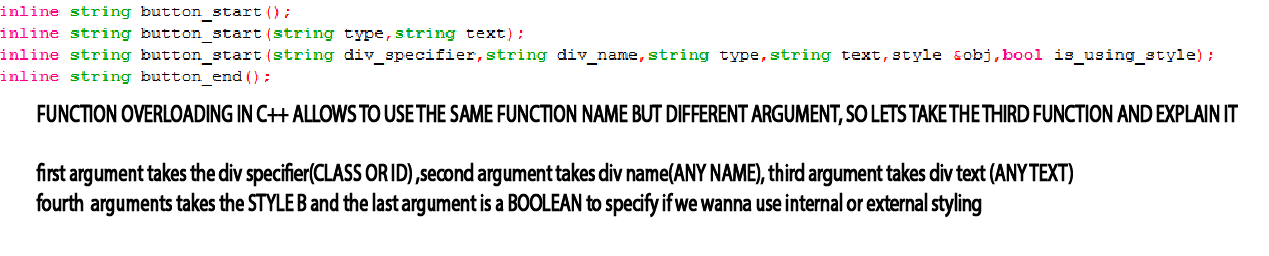 inline string button_start();
inline string button_start(string type,string text);
inline string button_start(string div_specifier,string div_name,string type,string text,style &obj,bool is_using_style);
inline string button_end();
FUNCTION OVERLOADING IN C++ ALLOWS TO USE THE SAME FUNCTION NAME BUT DIFFERENT ARGUMENT, SO LETS TAKE THE THIRD FUNCTION AND EXPLAIN IT
first argument takes the div specifier(CLASS OR ID) ,second argument takes div name(ANY NAME), third argument takes div text (ANY TEXT)
fourth arguments takes the STYLE B and the last argument is a BOOLEAN to specify if we wanna use internal or external styling